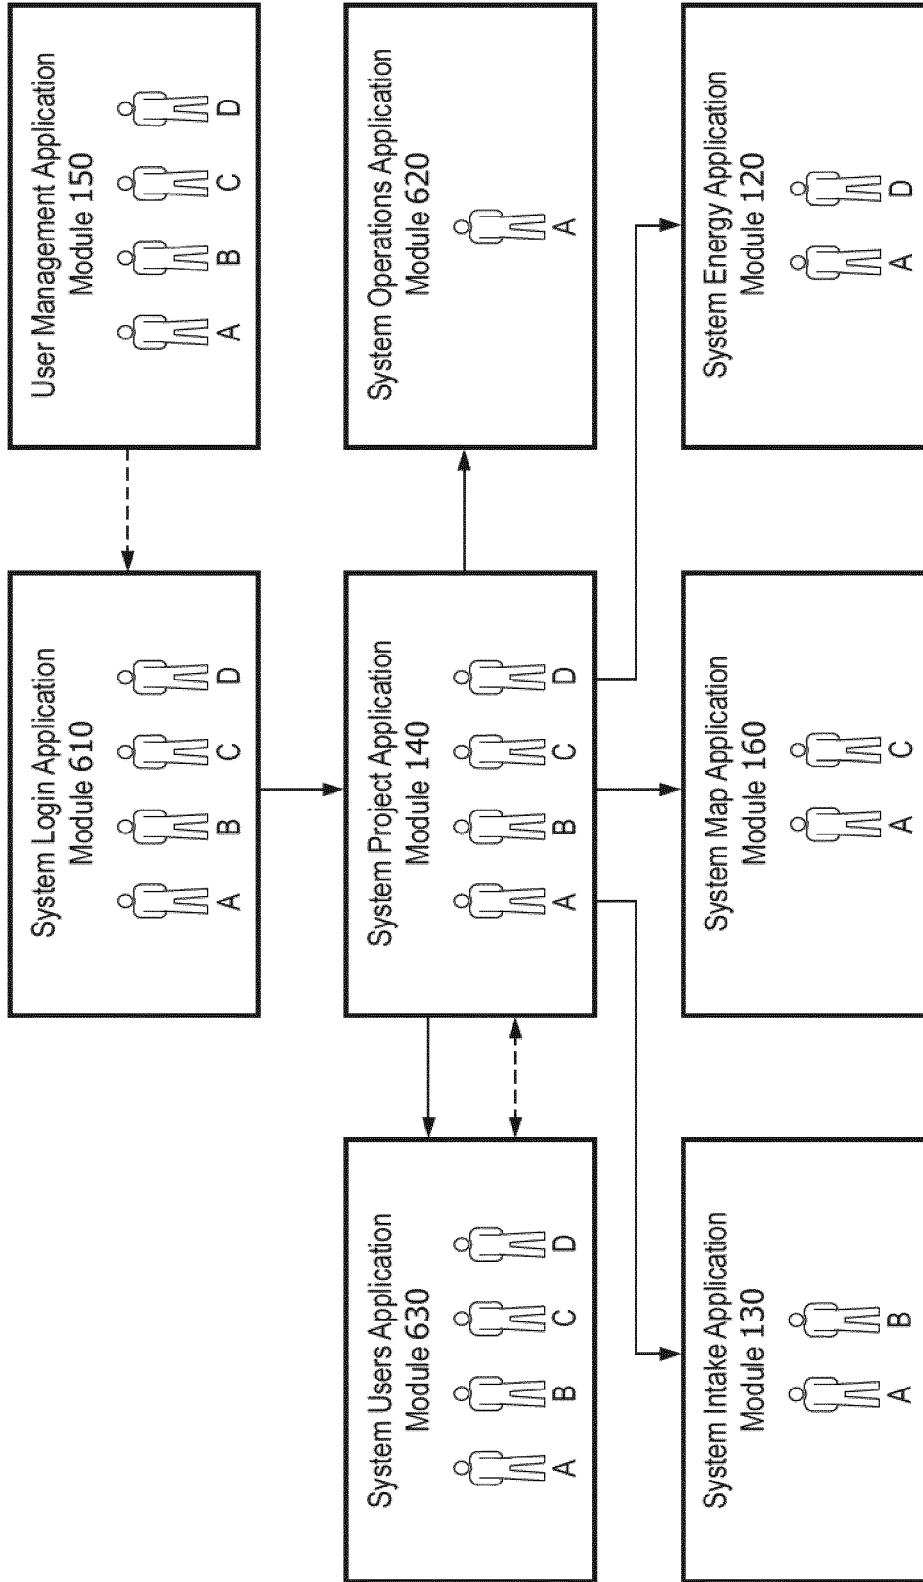 System Login Application
Module 610
A B C D
User Management Application
Module 150
A B C D
System Users Application
Module 630
A B C D
System Project Application
Module 140
A B C D
System Operations Application
Module 620
A
System Intake Application
Module 130
A B
System Map Application
Module 160
A C
System Energy Application
Module 120
A D